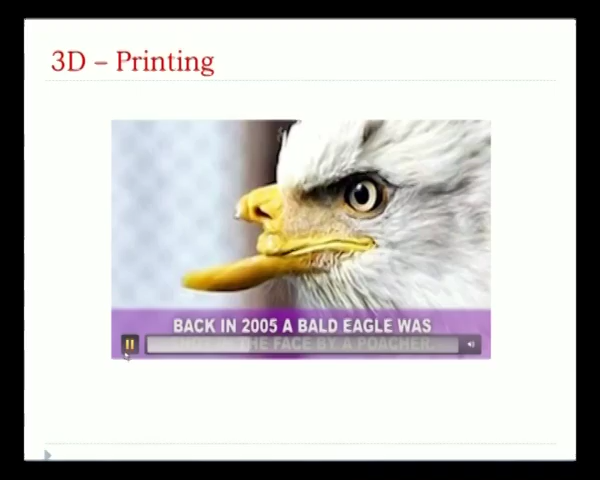 3D – Printing
BACK IN 2005 A BALD EAGLE WAS
THE FACE BY A POACHER.